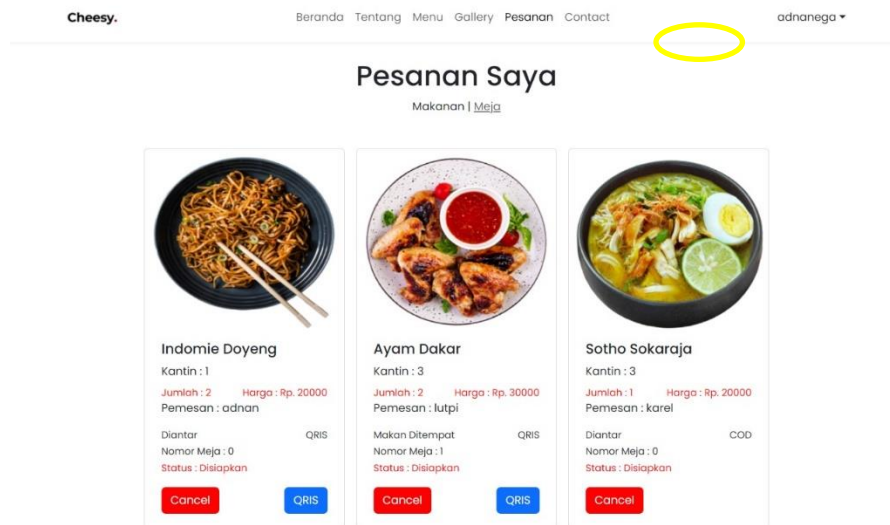 Cheesy. Beranda Tentang Menu Gallery Pesanan Contact adnanega
Pesanan Saya
Makanan | Meja
Indomie Doyeng
Kantin : 1
Jumlah : 2 Harga : Rp. 20000
Pemesan : adnan
Diantar QRIS
Nomor Meja : 0
Status : Disiapkan
Cancel QRIS
Ayam Dakar
Kantin : 3
Jumlah : 2 Harga : Rp. 30000
Pemesan : lutpi
Makan Ditempat QRIS
Nomor Meja : 1
Status : Disiapkan
Cancel QRIS
Sotho Sokaraja
Kantin : 3
Jumlah : 1 Harga : Rp. 20000
Pemesan : karel
Diantar COD
Nomor Meja : 0
Status : Disiapkan
Cancel